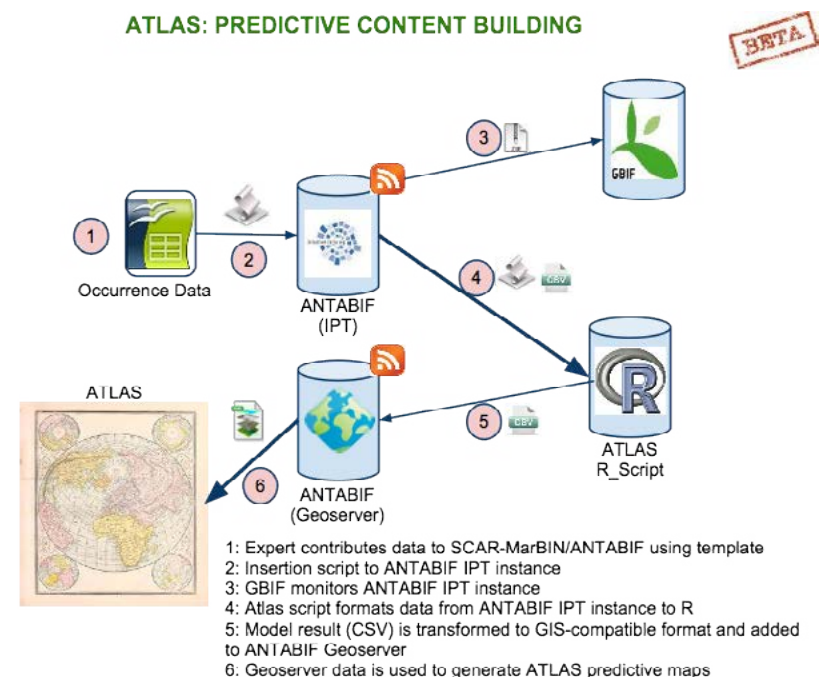 ATLAS: PREDICTIVE CONTENT BUILDING
BETA
3
GBIF
1
2
Occurrence Data
ANTABIF
(IPT)
4
CSV
ATLAS
5
CSV
R
ATLAS
R_Script
6
ANTABIF
(Geoserver)
1: Expert contributes data to SCAR-MarBIN/ANTABIF using template
2: Insertion script to ANTABIF IPT instance
3: GBIF monitors ANTABIF IPT instance
4: Atlas script formats data from ANTABIF IPT instance to R
5: Model result (CSV) is transformed to GIS-compatible format and added
to ANTABIF Geoserver
6: Geoserver data is used to generate ATLAS predictive maps